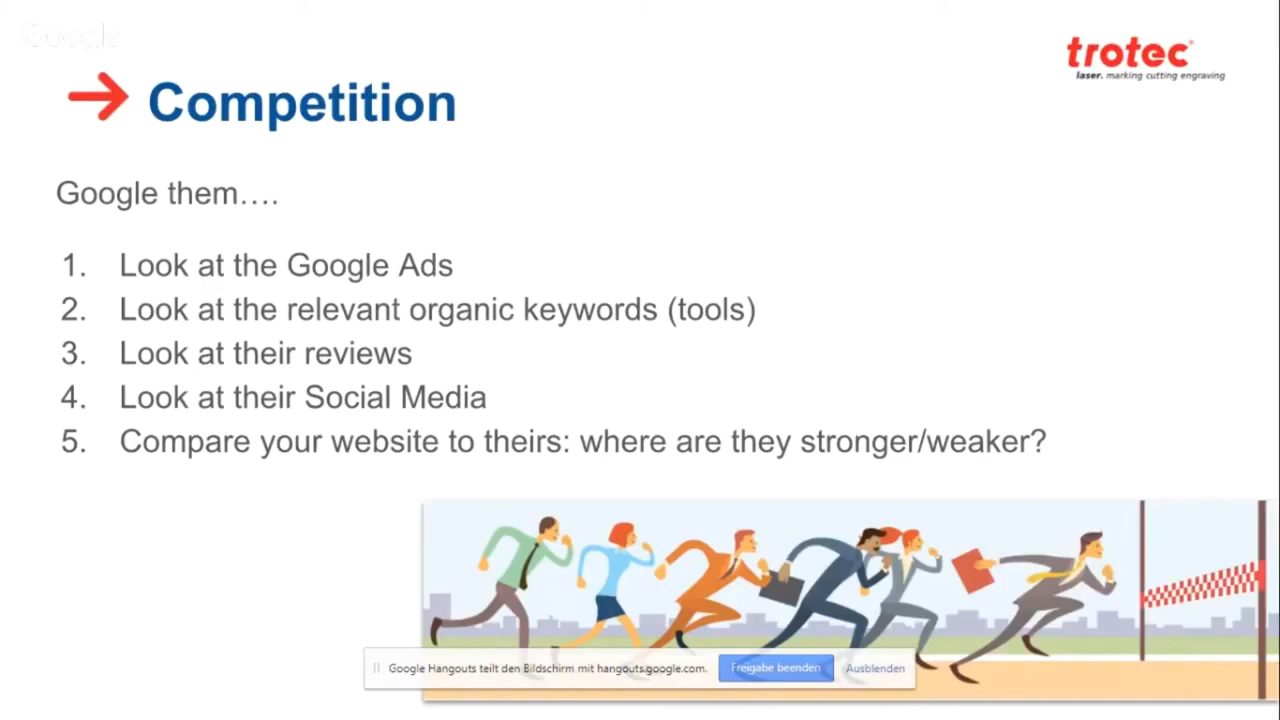 Google
trotec
laser. marking cutting engraving
Competition
Google them....
1. Look at the Google Ads
2. Look at the relevant organic keywords (tools)
3. Look at their reviews
4. Look at their Social Media
5. Compare your website to theirs: where are they stronger/weaker?
Google Hangouts teilt den Bildschirm mit hangouts.google.com. Freigabe beenden Ausblenden